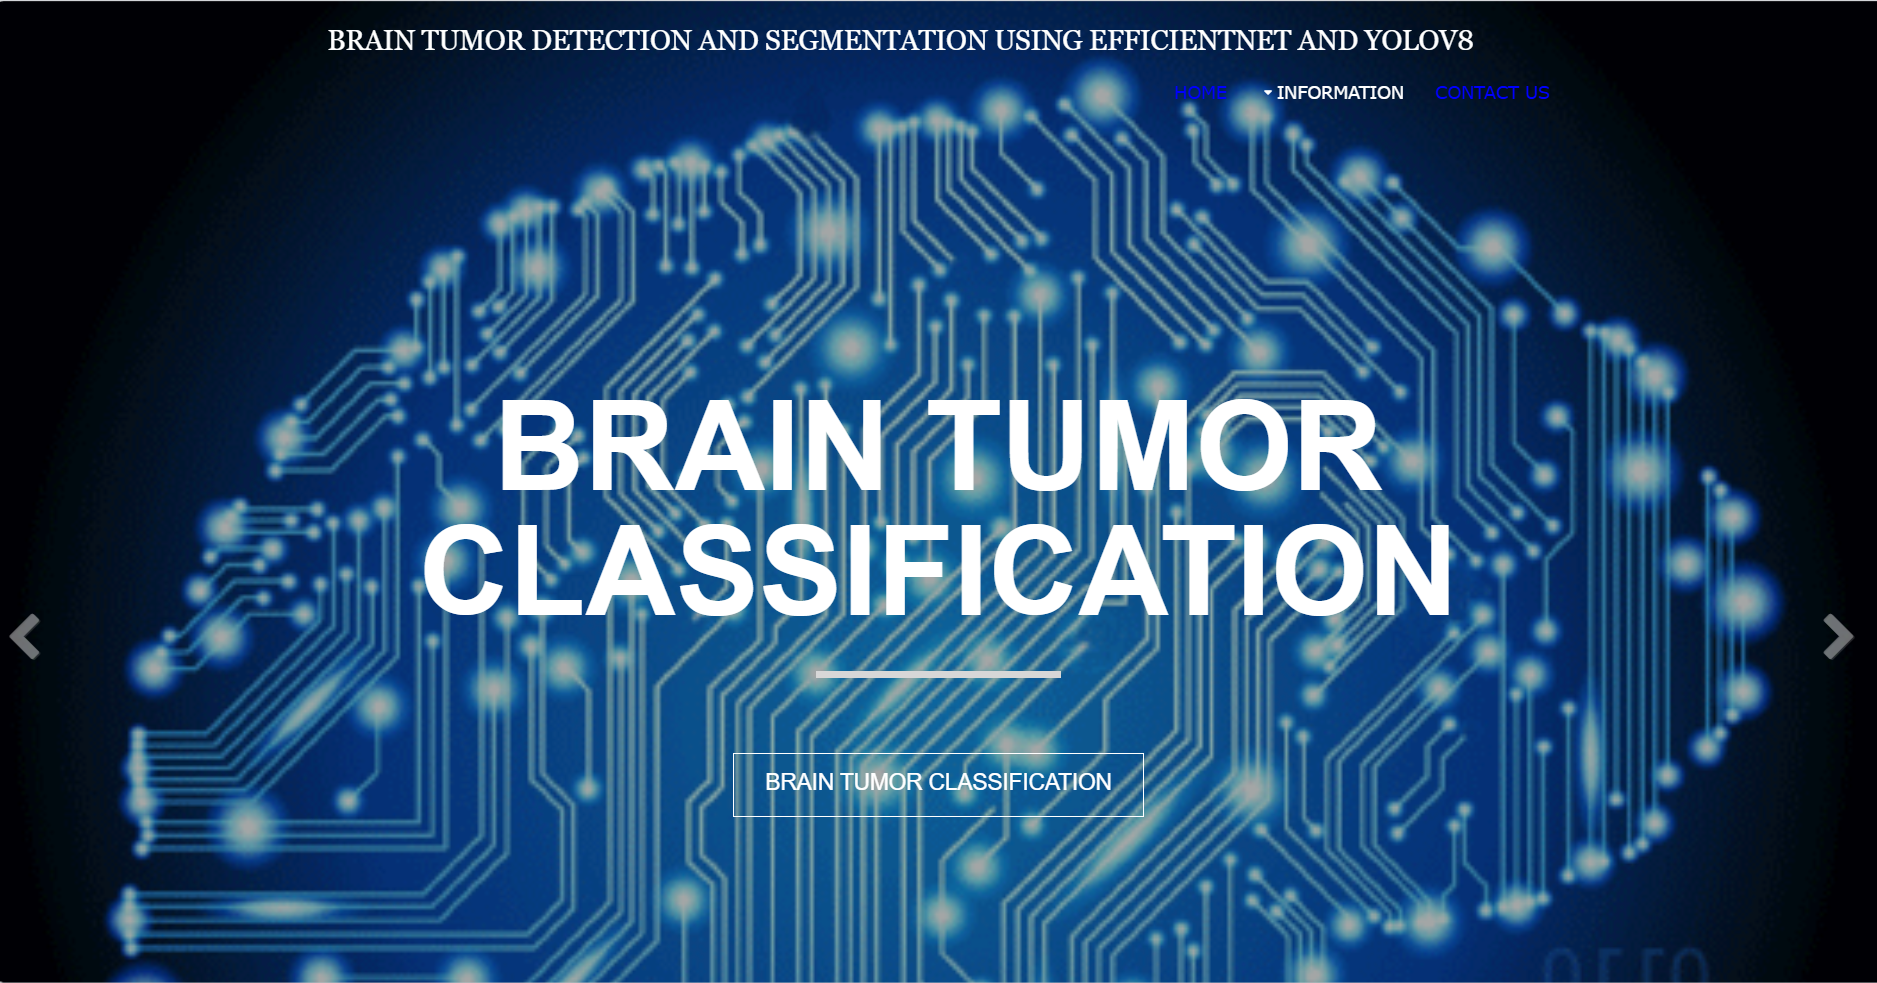 BRAIN TUMOR DETECTION AND SEGMENTATION USING EFFICIENTNET AND YOLOV8
HOME INFORMATION CONTACT US
BRAIN TUMOR
CLASSIFICATION
BRAIN TUMOR CLASSIFICATION